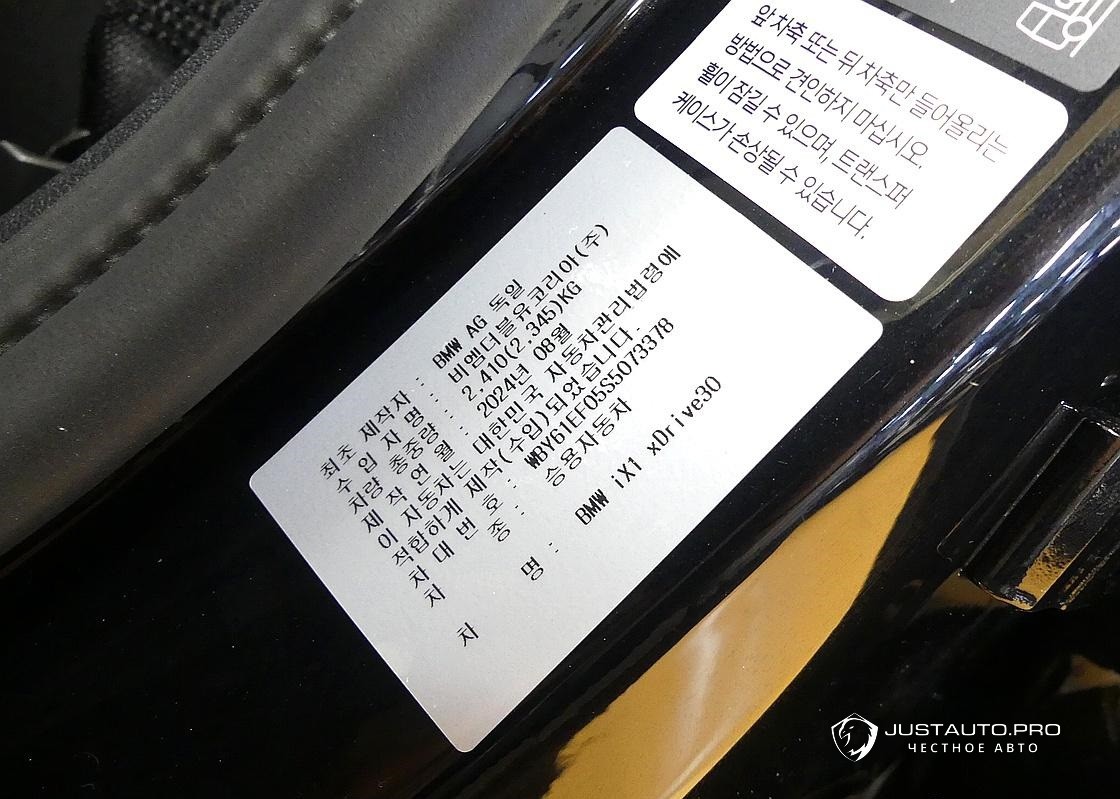 앞 차축 또는 뒤 차축만 들어올리는
방법으로 견인하지 마십시오.
휠이 잠길 수 있으며, 트랜스퍼
케이스가 손상될 수 있습니다.
최초 제작자 : BMW AG 독일
수 입 자 명 : 비엠더블유코리아(주)
차량 총중량 : 2,410(2,345)KG
제 작 연 월 : 2024년 08월
이 자동차는 대한민국 자동차관리법령에
적합하게 제작(수입)되었습니다.
차 대 번 호 : WBY61EF05S5073378
차 종 : 승용자동차
차 명 : BMW iX1 xDrive30
JUSTAUTO.PRO
ЧЕСТНОЕ АВТО